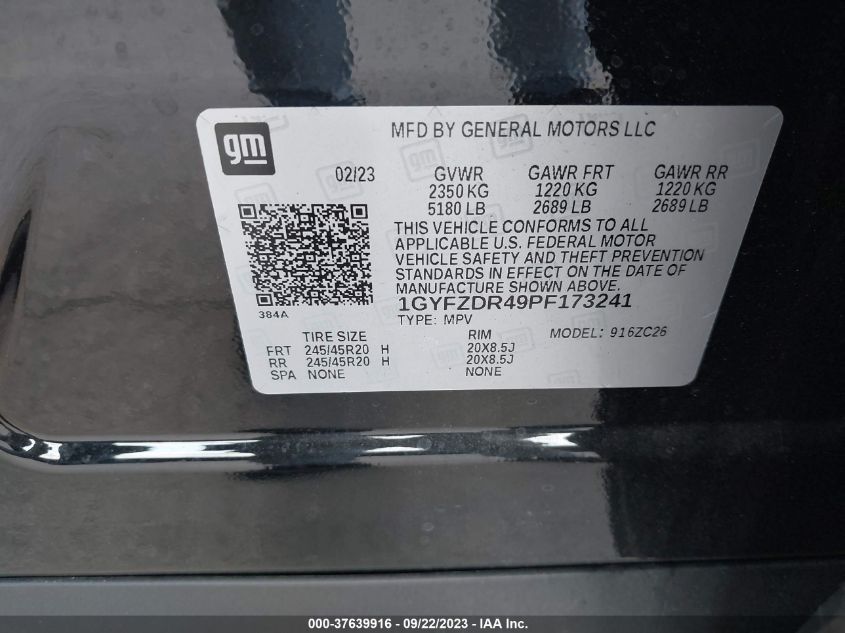 gm
MFD BY GENERAL MOTORS LLC
02/23 GVWR GAWR FRT GAWR RR
2350 KG 1220 KG 1220 KG
5180 LB 2689 LB 2689 LB
THIS VEHICLE CONFORMS TO ALL
APPLICABLE U.S. FEDERAL MOTOR
VEHICLE SAFETY AND THEFT PREVENTION
STANDARDS IN EFFECT ON THE DATE OF
MANUFACTURE SHOWN ABOVE.
1GYFZDR49PF173241
384A TYPE: MPV MODEL: 916ZC26
TIRE SIZE RIM
FRT 245/45R20 H 20X8.5J
RR 245/45R20 H 20X8.5J
SPA NONE NONE
000-37639916 - 09/22/2023 - IAA Inc.